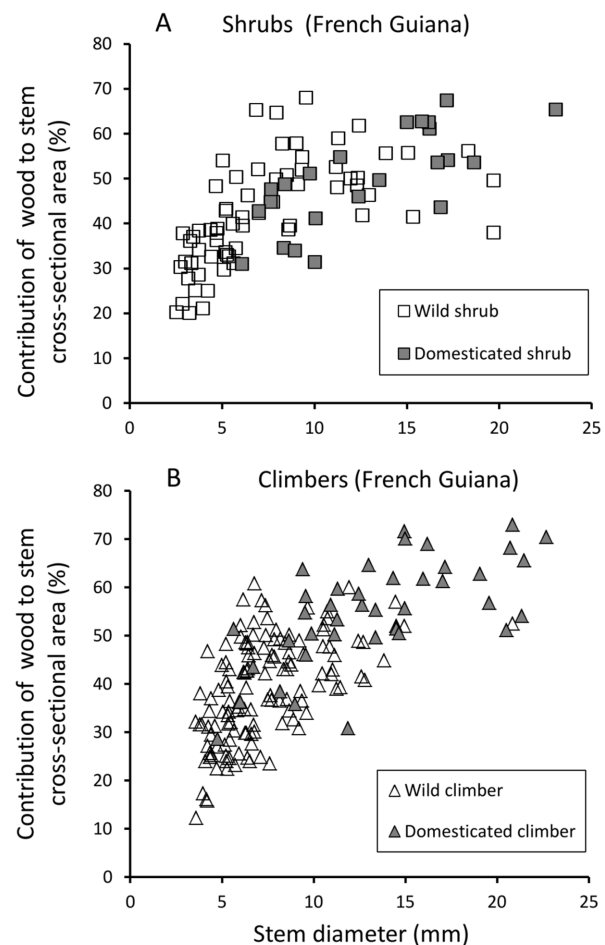 A Shrubs (French Guiana)
Contribution of wood to stem
cross-sectional area (%)
80
70
60
50
40
30
20
10
0
Wild shrub
Domesticated shrub
0 5 10 15 20 25
B Climbers (French Guiana)
Contribution of wood to stem
cross-sectional area (%)
80
70
60
50
40
30
20
10
0
Wild climber
Domesticated climber
0 5 10 15 20 25
Stem diameter (mm)